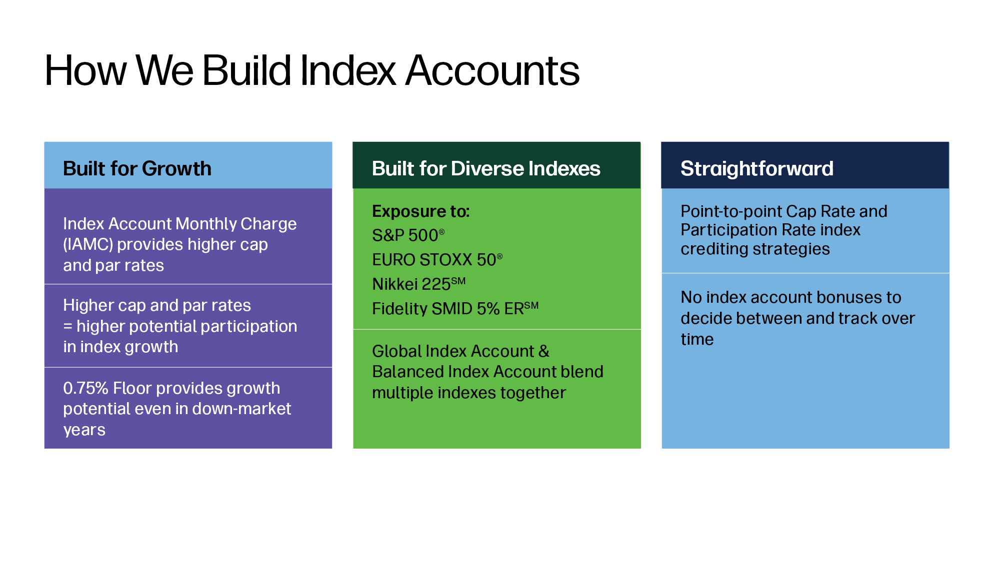 How We Build Index Accounts
Built for Growth
Index Account Monthly Charge
(IAMC) provides higher cap
and par rates
Higher cap and par rates
= higher potential participation
in index growth
0.75% Floor provides growth
potential even in down-market
years
Built for Diverse Indexes
Exposure to:
S&P 500®
EURO STOXX 50®
Nikkei 225℠
Fidelity SMID 5% ER℠
Global Index Account &
Balanced Index Account blend
multiple indexes together
Straightforward
Point-to-point Cap Rate and
Participation Rate index
crediting strategies
No index account bonuses to
decide between and track over
time